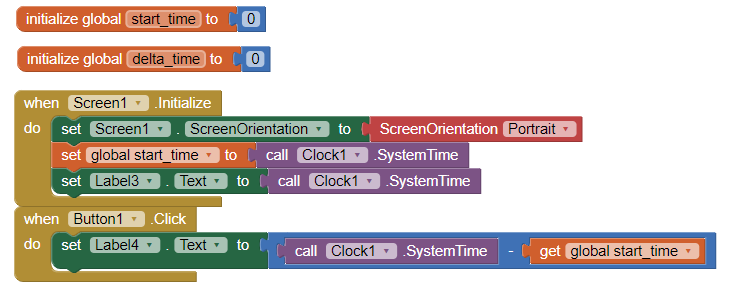 initialize global start_time to 0
initialize global delta_time to 0
when Screen1 .Initialize
do set Screen1 . ScreenOrientation to ScreenOrientation Portrait
set global start_time to call Clock1 .SystemTime
set Label3 . Text to call Clock1 .SystemTime
when Button1 .Click
do set Label4 . Text to call Clock1 .SystemTime - get global start_time